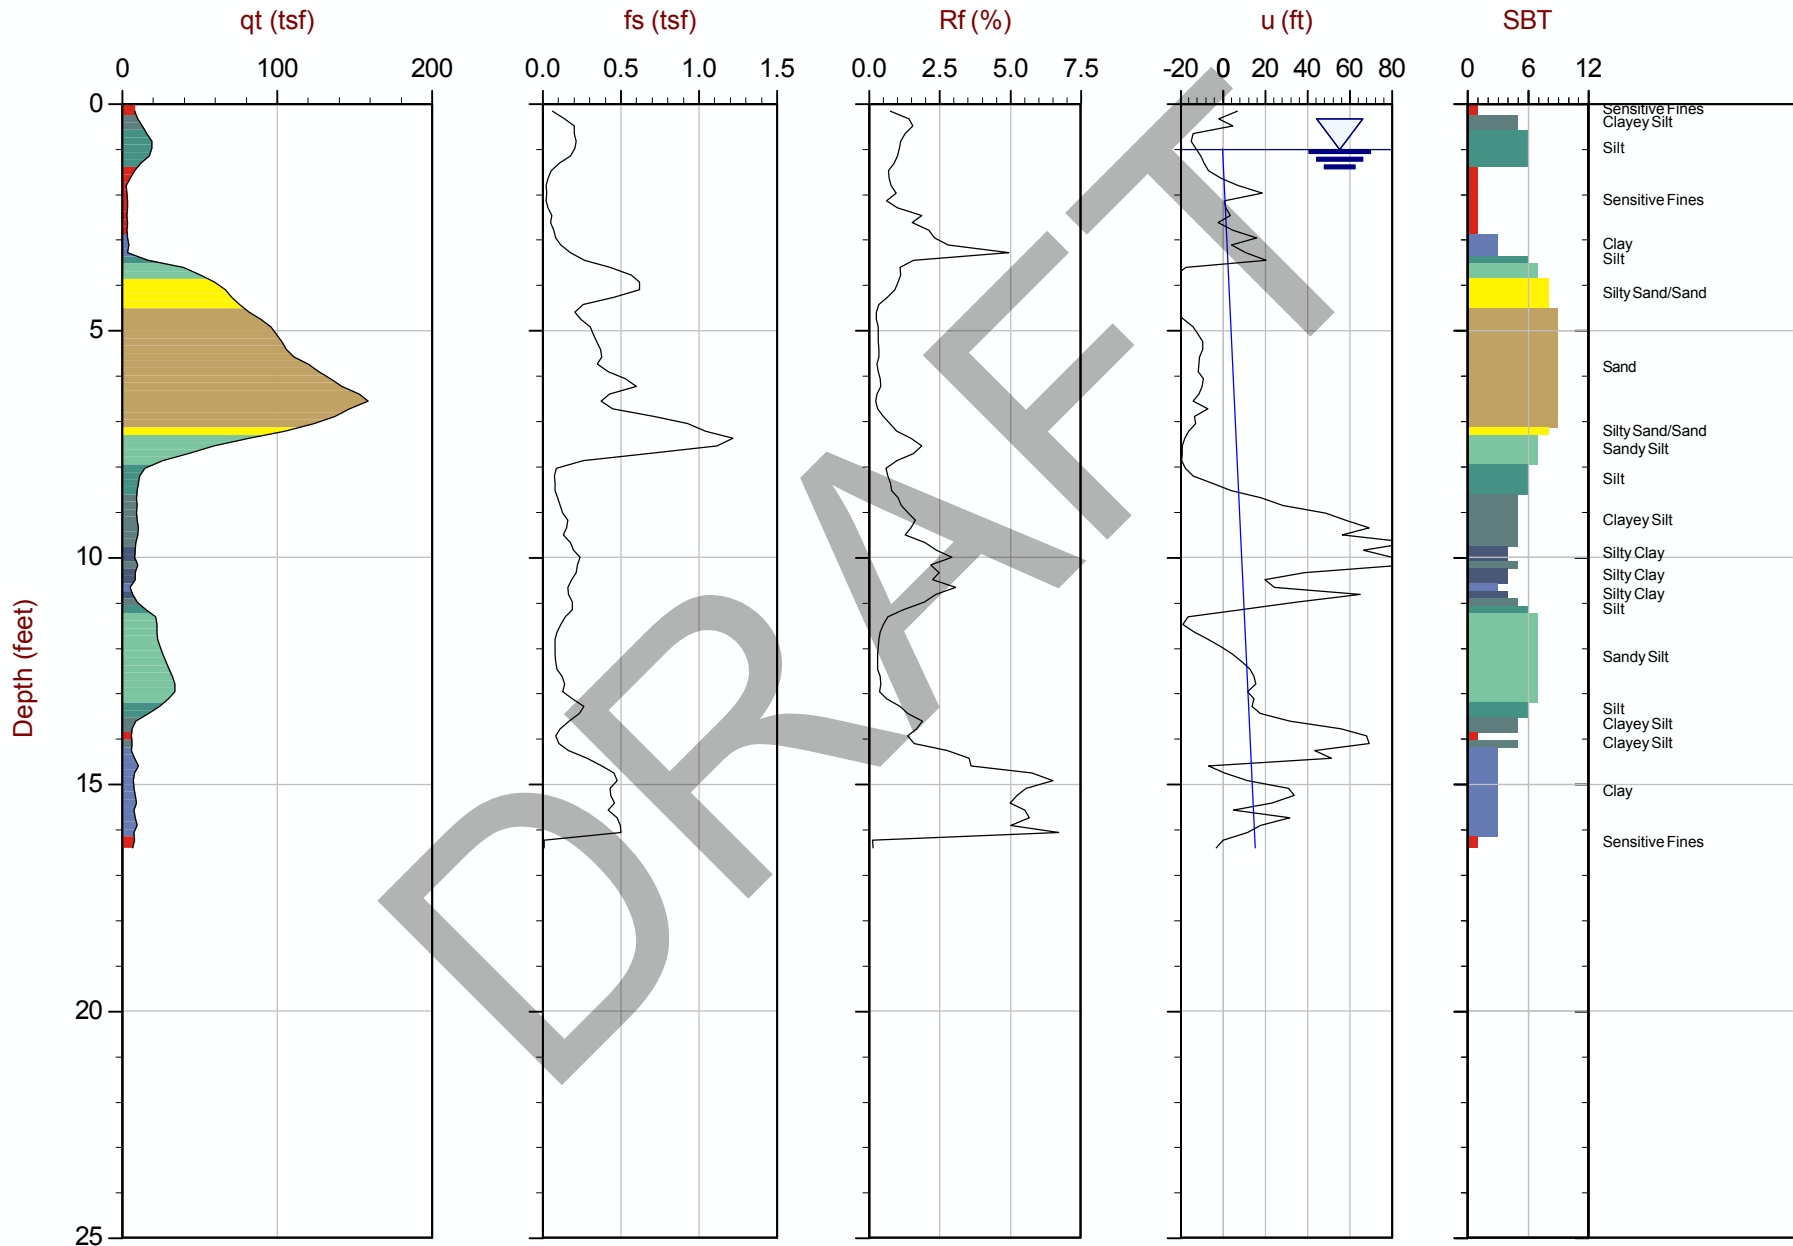 qt (tsf) fs (tsf) Rf (%) u (ft) SBT
0 100 200 0.0 0.5 1.0 1.5 0.0 2.5 5.0 7.5 -20 0 20 40 60 80 0 6 12
0
Sensitive Fines
Clayey Silt
Silt
Sensitive Fines
Clay
Silt
Silty Sand/Sand
5
Sand
Silty Sand/Sand
Sandy Silt
Silt
Clayey Silt
10
Silty Clay
Silty Clay
Silty Clay
Silt
Sandy Silt
Silt
Clayey Silt
Clayey Silt
15
Clay
Sensitive Fines
20
25
Depth (feet)
DRAFT